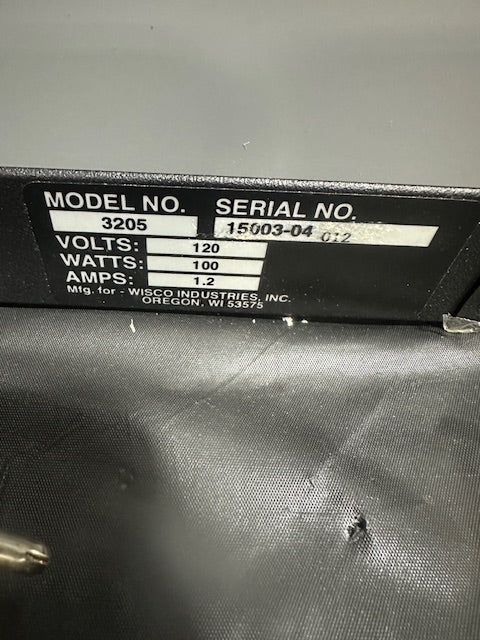 MODEL NO. SERIAL NO.
3205 15003-04 012
VOLTS: 120
WATTS: 100
AMPS: 1.2
Mfg. for - WISCO INDUSTRIES, INC.
OREGON, WI 53575